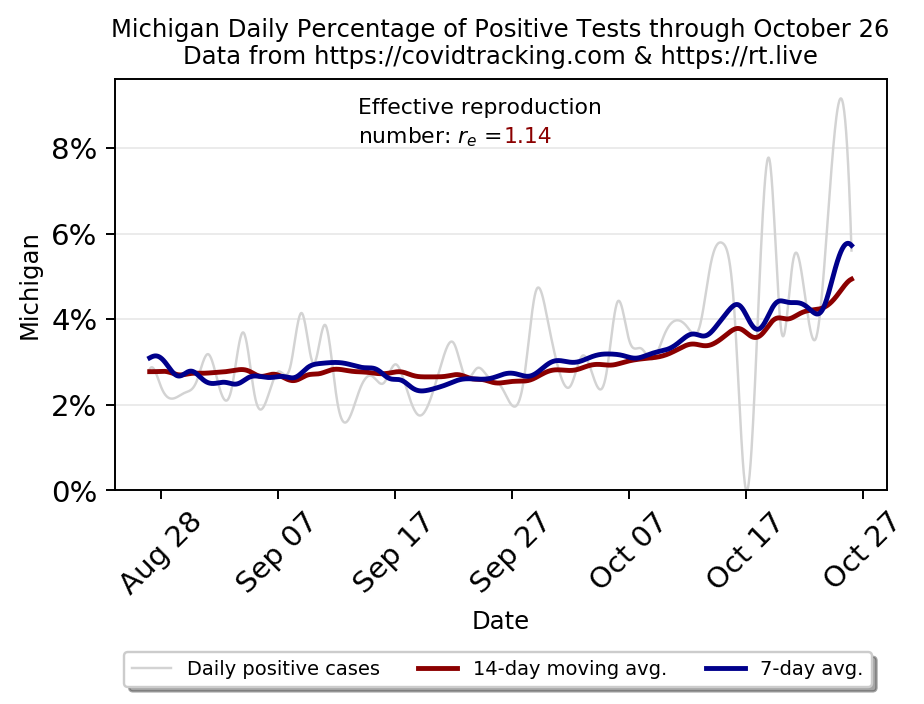 Michigan Daily Percentage of Positive Tests through October 26
Data from https://covidtracking.com & https://rt.live
Effective reproduction
number: rₑ =1.14
8%
6%
4%
2%
0%
Michigan
Aug 28
Sep 07
Sep 17
Sep 27
Oct 07
Oct 17
Oct 27
Date
Daily positive cases
14-day moving avg.
7-day avg.